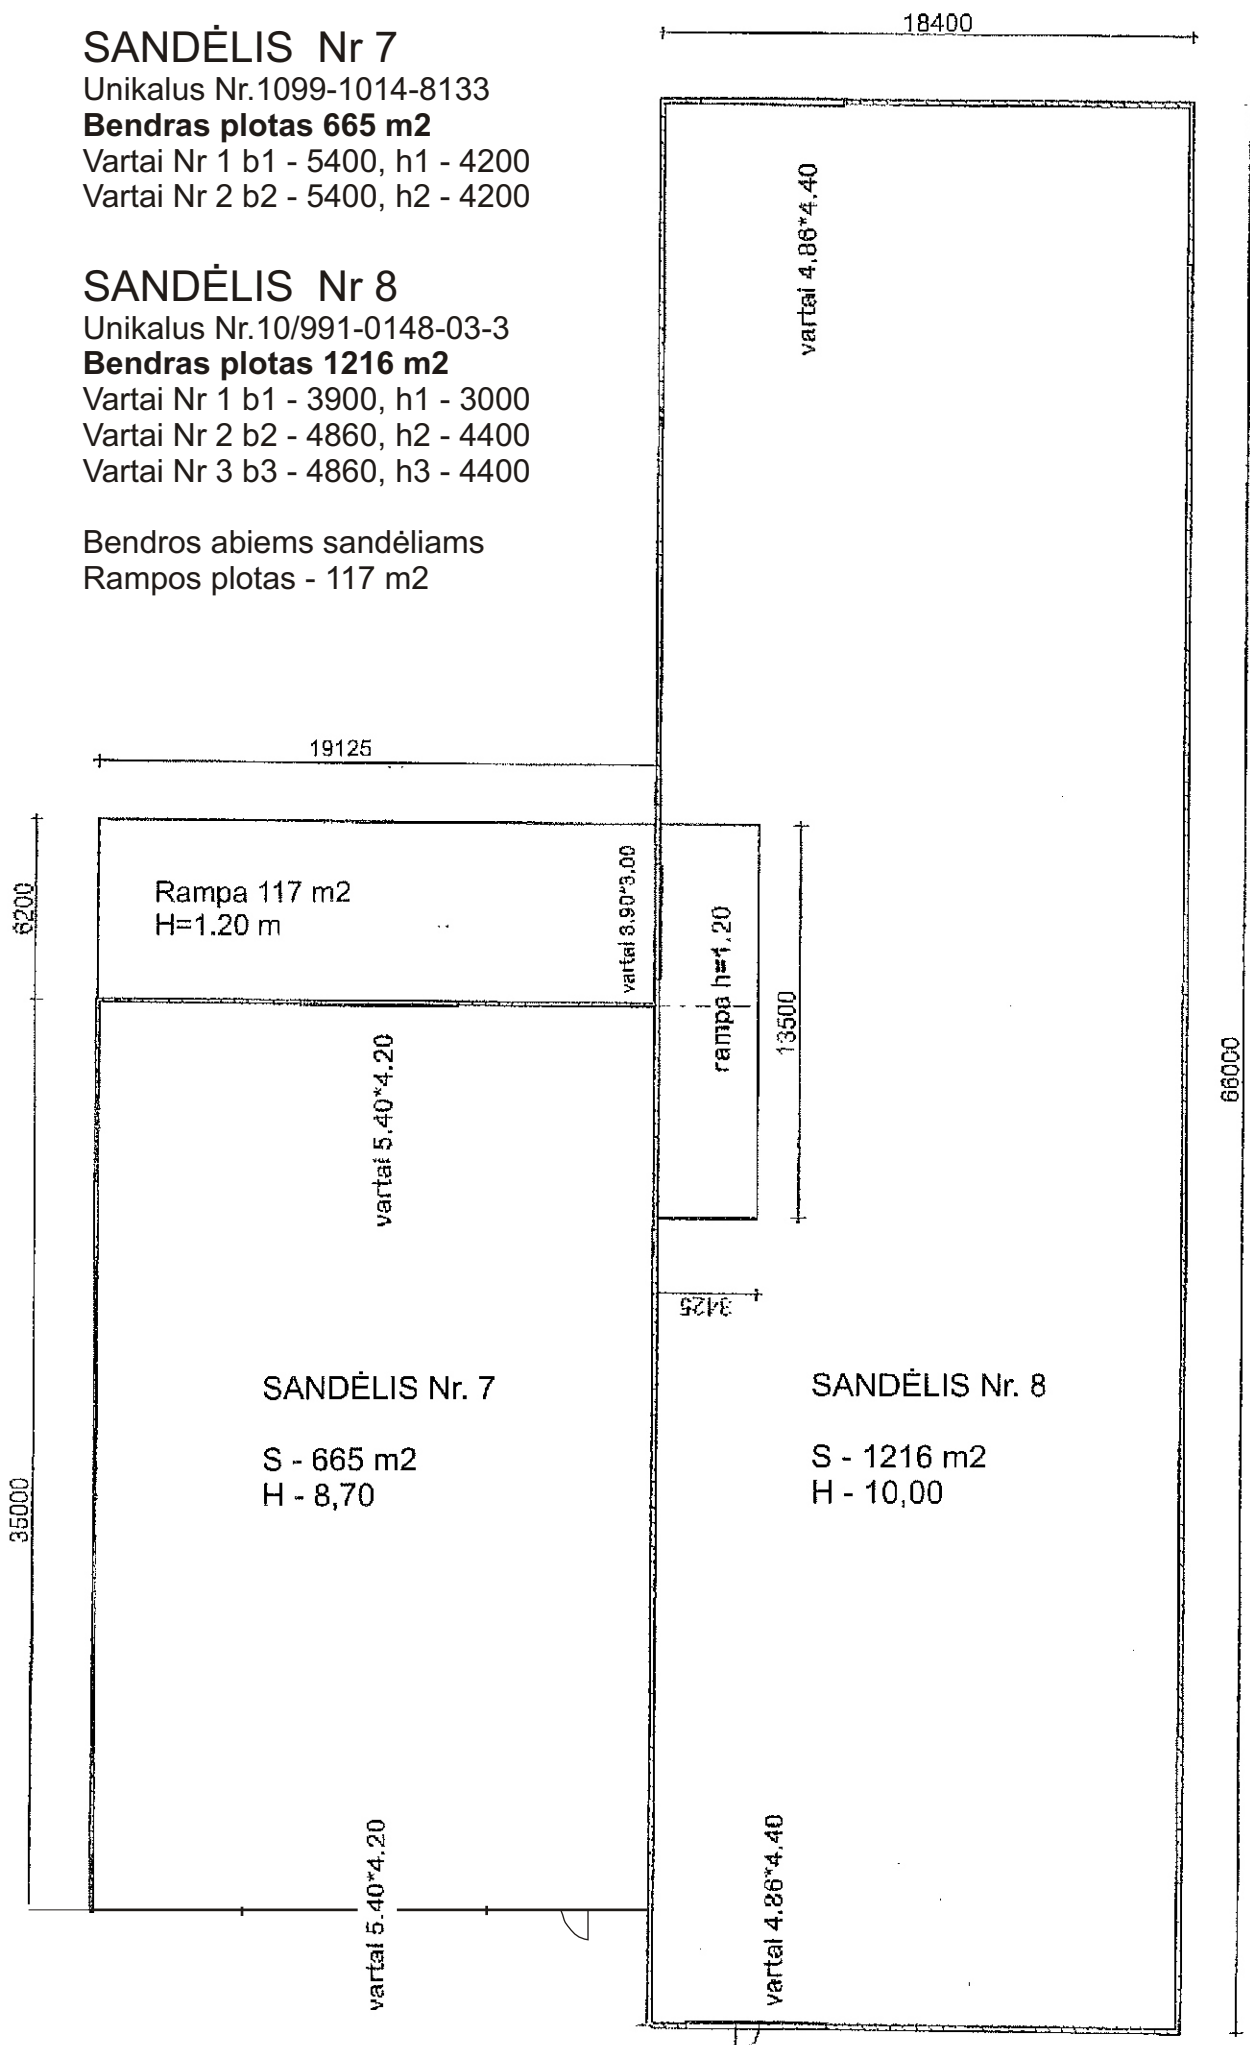 SANDĖLIS Nr 7
Unikalus Nr.1099-1014-8133
Bendras plotas 665 m2
Vartai Nr 1 b1 - 5400, h1 - 4200
Vartai Nr 2 b2 - 5400, h2 - 4200
SANDĖLIS Nr 8
Unikalus Nr.10/991-0148-03-3
Bendras plotas 1216 m2
Vartai Nr 1 b1 - 3900, h1 - 3000
Vartai Nr 2 b2 - 4860, h2 - 4400
Vartai Nr 3 b3 - 4860, h3 - 4400
Bendros abiems sandėliams
Rampos plotas - 117 m2
18400
vartai 4.86*4.40
19125
6200
Rampa 117 m2
H=1.20 m
vartai 3.90*3.00
rampa h=1.20
13500
66000
vartai 5.40*4.20
3425
SANDĖLIS Nr. 7
S - 665 m2
H - 8,70
SANDĖLIS Nr. 8
S - 1216 m2
H - 10,00
35000
vartai 5.40*4.20
vartai 4.86*4.40